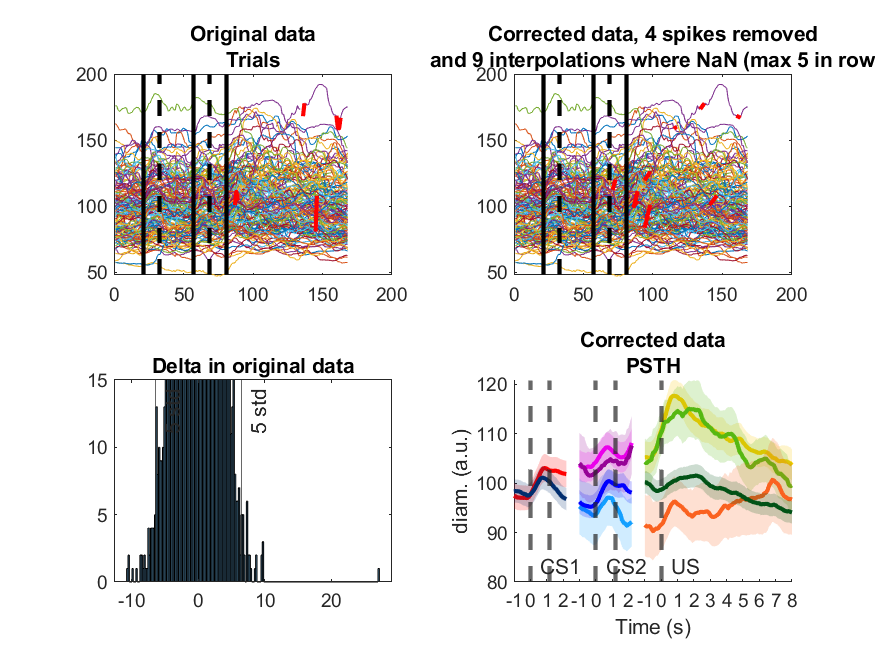 Original data
Trials
200
150
100
50
0 50 100 150 200
Corrected data, 4 spikes removed
and 9 interpolations where NaN (max 5 in row
200
150
100
50
0 50 100 150 200
Delta in original data
15
10
5
0
-10 0 10 20
5 std
Corrected data
PSTH
diam. (a.u.)
120
110
100
90
80
CS1 CS2 US
-1 0 1 2 -1 0 1 2 -1 0 1 2 3 4 5 6 7 8
Time (s)